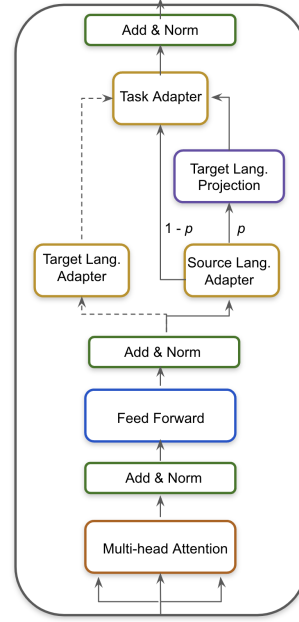 Add & Norm
Task Adapter
Target Lang.
Projection
1 - p
p
Target Lang.
Adapter
Source Lang.
Adapter
Add & Norm
Feed Forward
Add & Norm
Multi-head Attention